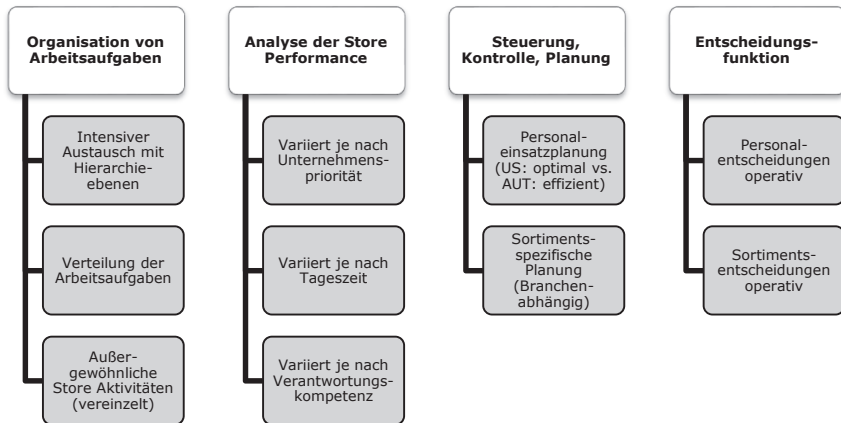 Organisation von
Arbeitsaufgaben
Intensiver
Austausch mit
Hierarchie-
ebenen
Verteilung der
Arbeitsaufgaben
Außer-
gewöhnliche
Store Aktivitäten
(vereinzelt)
Analyse der Store
Performance
Variiert je nach
Unternehmens-
priorität
Variiert je nach
Tageszeit
Variiert je nach
Verantwortungs-
kompetenz
Steuerung,
Kontrolle, Planung
Personal-
einsatzplanung
(US: optimal vs.
AUT: effizient)
Sortiments-
spezifische
Planung
(Branchen-
abhängig)
Entscheidungs-
funktion
Personal-
entscheidungen
operativ
Sortiments-
entscheidungen
operativ